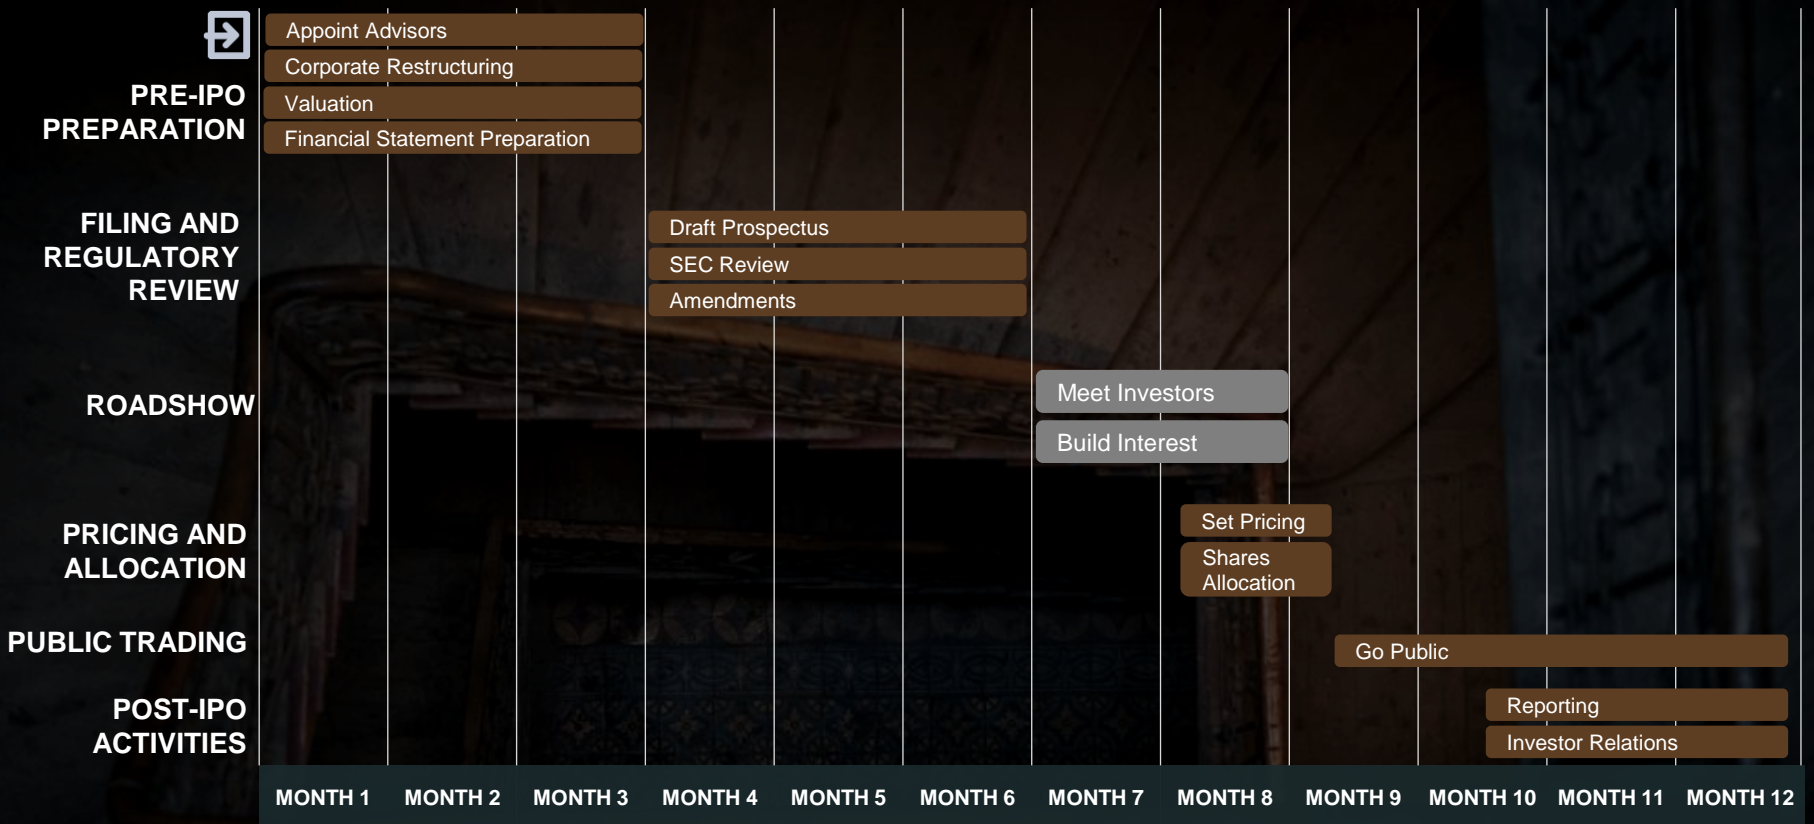 Appoint Advisors
Corporate Restructuring
PRE-IPO
PREPARATION
Valuation
Financial Statement Preparation
FILING AND
REGULATORY
REVIEW
Draft Prospectus
SEC Review
Amendments
ROADSHOW
Meet Investors
Build Interest
PRICING AND
ALLOCATION
Set Pricing
Shares
Allocation
PUBLIC TRADING
Go Public
POST-IPO
ACTIVITIES
Reporting
Investor Relations
MONTH 1 MONTH 2 MONTH 3 MONTH 4 MONTH 5 MONTH 6 MONTH 7 MONTH 8 MONTH 9 MONTH 10 MONTH 11 MONTH 12